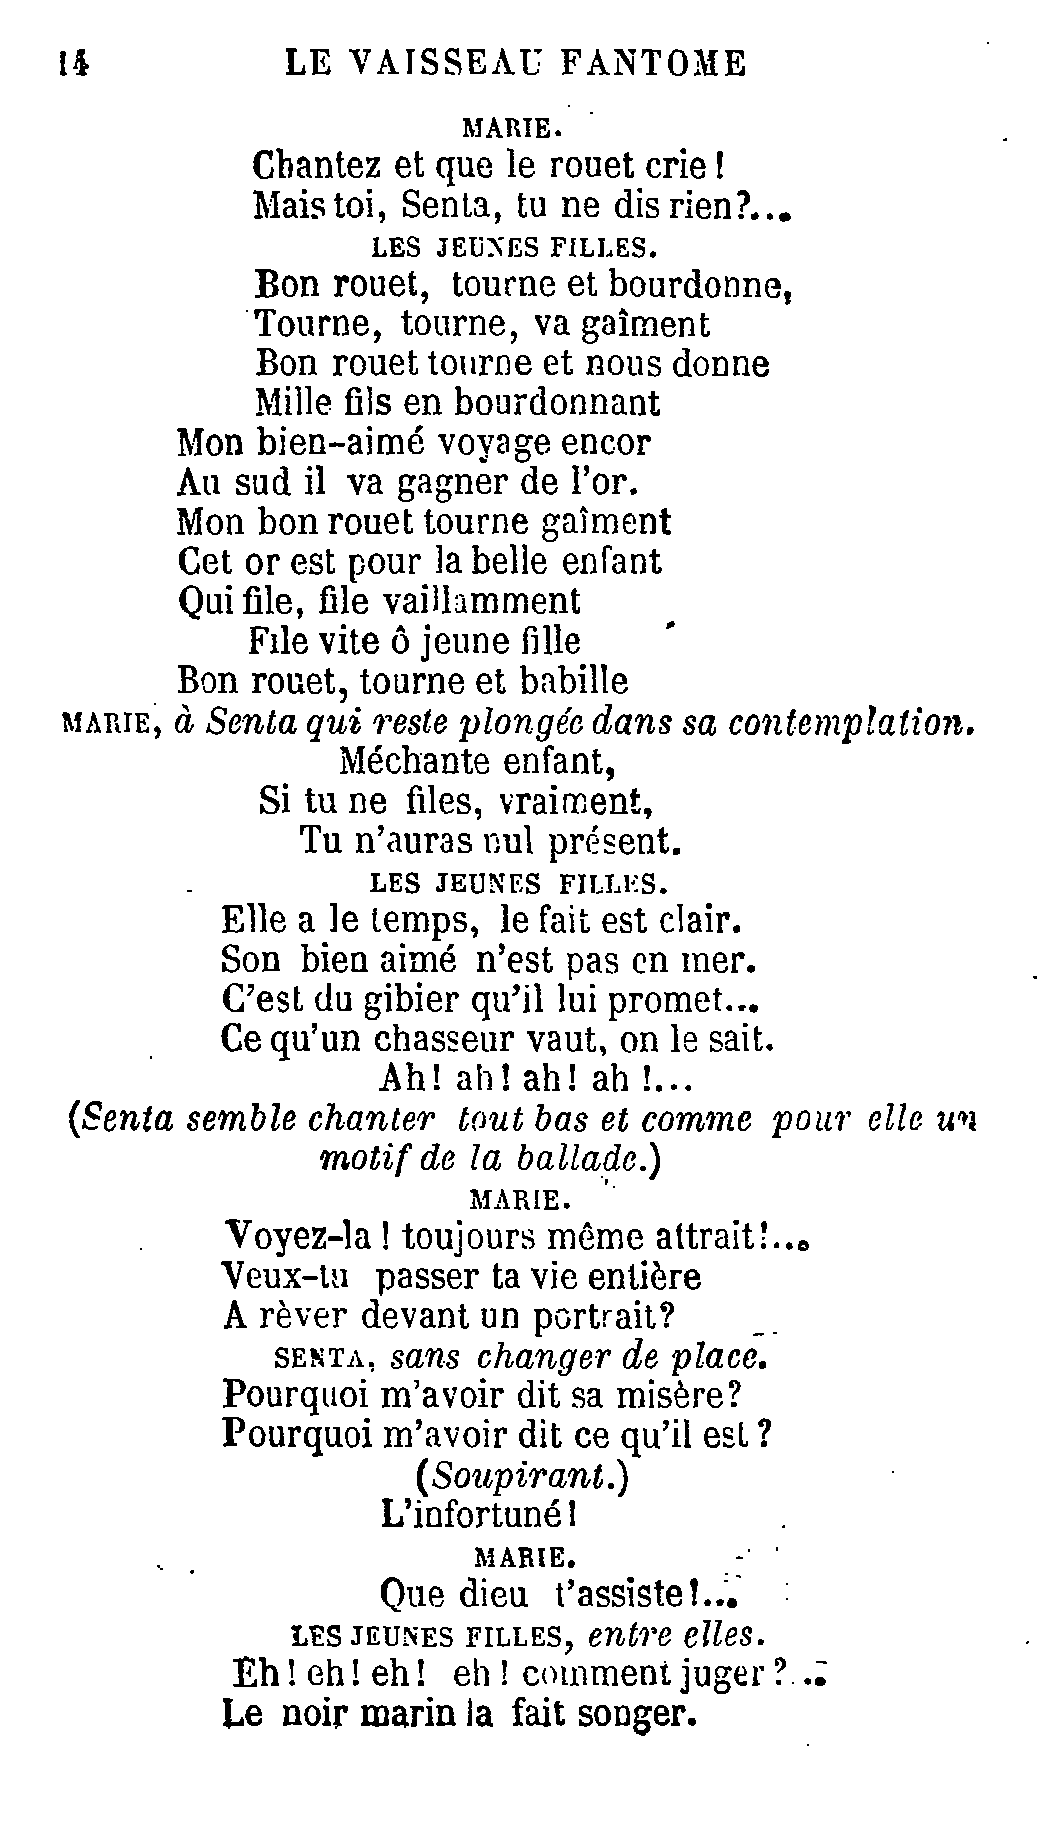 14 LE VAISSEAU FANTOME
MARIE.
Chantez et que le rouet crie !
Mais toi, Senta, tu ne dis rien?...
LES JEUNES FILLES.
Bon rouet, tourne et bourdonne,
Tourne, tourne, va gaîment
Bon rouet tourne et nous donne
Mille fils en bourdonnant
Mon bien-aimé voyage encor
Au sud il va gagner de l'or.
Mon bon rouet tourne gaîment
Cet or est pour la belle enfant
Qui file, file vaillamment
File vite ô jeune fille
Bon rouet, tourne et babille
MARIE, à Senta qui reste plongée dans sa contemplation.
Méchante enfant,
Si tu ne files, vraiment,
Tu n'auras nul présent.
LES JEUNES FILLES.
Elle a le temps, le fait est clair.
Son bien aimé n'est pas en mer.
C'est du gibier qu'il lui promet...
Ce qu'un chasseur vaut, on le sait.
Ah! ah! ah! ah !...
(Senta semble chanter tout bas et comme pour elle un
motif de la ballade.)
MARIE.
Voyez-la ! toujours même attrait!...
Veux-tu passer ta vie entière
A rèver devant un portrait?
SENTA, sans changer de place.
Pourquoi m'avoir dit sa misère?
Pourquoi m'avoir dit ce qu'il est ?
(Soupirant.)
L'infortuné!
MARIE.
Que dieu t'assiste!...
LES JEUNES FILLES, entre elles.
Eh ! eh! eh! eh ! comment juger ?...
Le noir marin la fait songer.